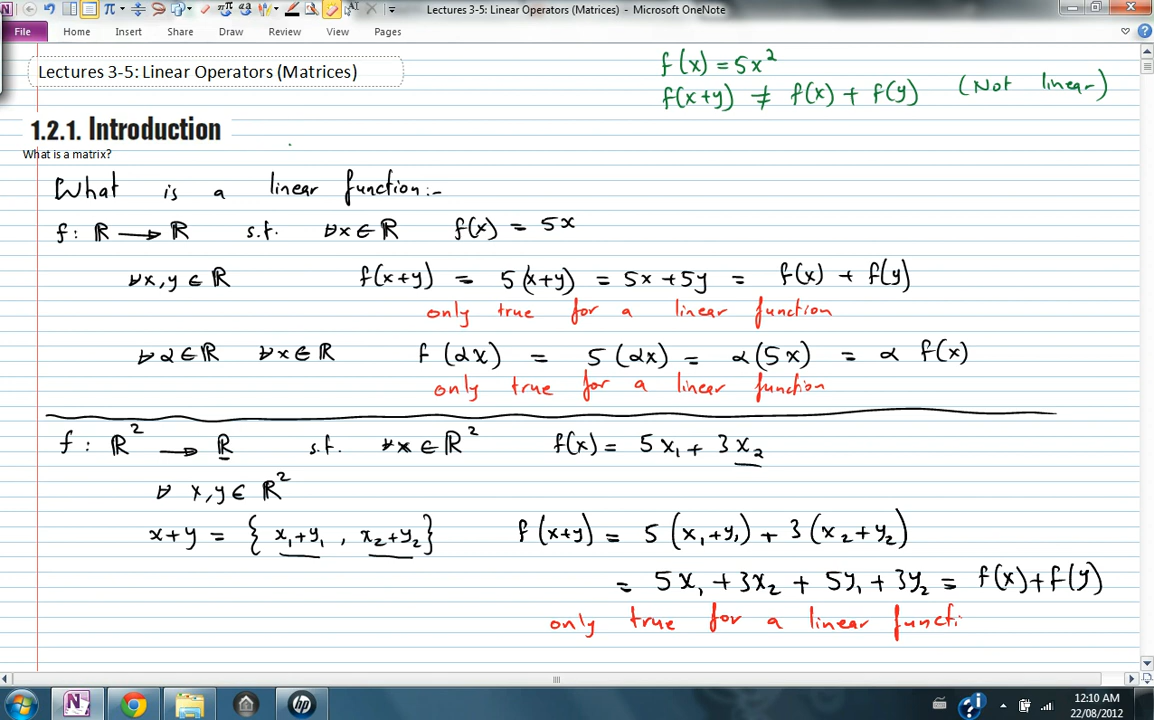 Lectures 3-5: Linear Operators (Matrices) - Microsoft OneNote
File Home Insert Share Draw Review View Pages
f(x) = 5x²
Lectures 3-5: Linear Operators (Matrices)
f(x+y) ≠ f(x) + f(y) (Not linear)
1.2.1. Introduction
What is a matrix?
What is a linear function:-
f: ℝ → ℝ s.t. ∀x ∈ ℝ f(x) = 5x
∀x,y ∈ ℝ f(x+y) = 5(x+y) = 5x+5y = f(x) + f(y)
only true for a linear function
∀α∈ℝ ∀x∈ℝ f(αx) = 5(αx) = α(5x) = α f(x)
only true for a linear function
f: ℝ² → ℝ s.t. ∀x ∈ ℝ² f(x) = 5x₁ + 3x₂
∀ x,y ∈ ℝ²
x+y = { x₁+y₁ , x₂+y₂ } f(x+y) = 5(x₁+y₁) + 3(x₂+y₂)
= 5x₁ + 3x₂ + 5y₁ + 3y₂ = f(x)+f(y)
only true for a linear functi
12:10 AM
22/08/2012